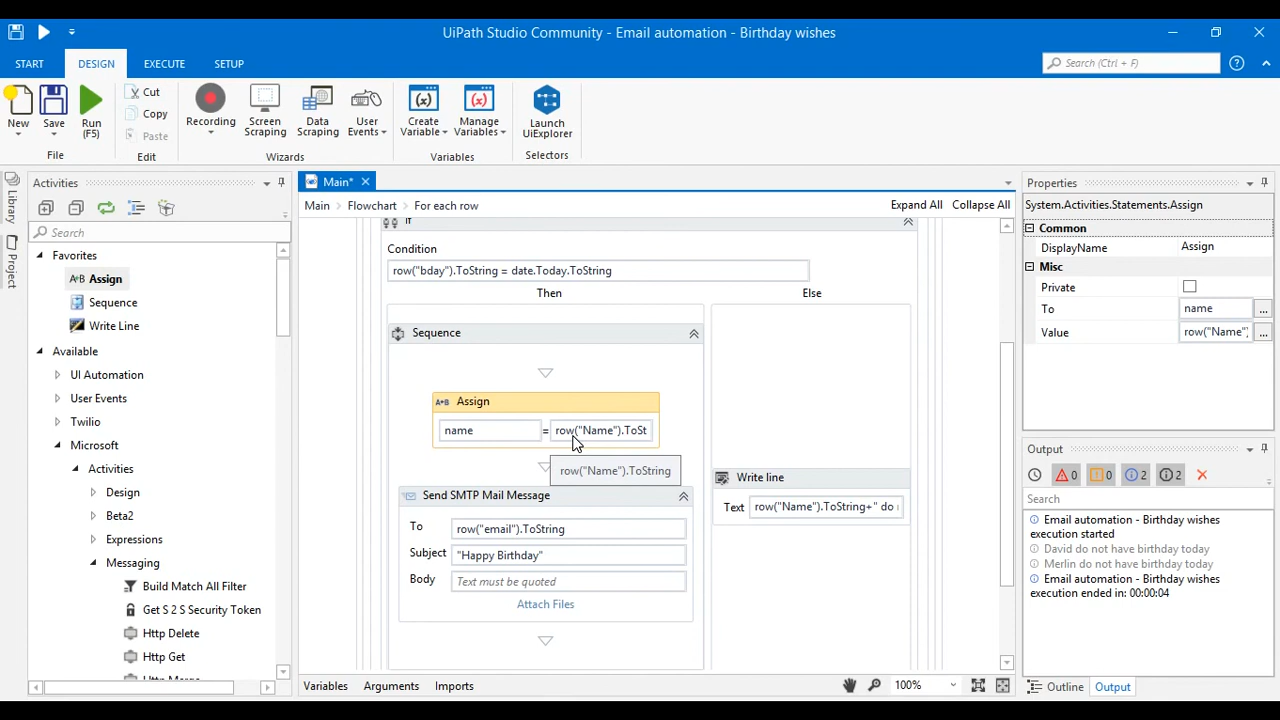 UiPath Studio Community - Email automation - Birthday wishes
START DESIGN EXECUTE SETUP
Search (Ctrl + F)
New
Save
Run
(F5)
Cut
Copy
Paste
Recording
Screen
Scraping
Data
Scraping
User
Events
Create
Variable
Manage
Variables
Launch
UiExplorer
File Edit Wizards Variables Selectors
Library
Project
Activities
Search
Favorites
A+B Assign
Sequence
Write Line
Available
UI Automation
User Events
Twilio
Microsoft
Activities
Design
Beta2
Expressions
Messaging
Build Match All Filter
Get S 2 S Security Token
Http Delete
Http Get
Main*
Main Flowchart For each row
Expand All Collapse All
If
Condition
row("bday").ToString = date.Today.ToString
Then Else
Sequence
A+B Assign
name = row("Name").ToSt
row("Name").ToString
Send SMTP Mail Message
To row("email").ToString
Subject "Happy Birthday"
Body Text must be quoted
Attach Files
Write line
Text row("Name").ToString+" do
Variables Arguments Imports
100%
Properties
System.Activities.Statements.Assign
Common
DisplayName Assign
Misc
Private
To name ...
Value row("Name"). ...
Output
0 0 2 2
Search
Email automation - Birthday wishes
execution started
David do not have birthday today
Merlin do not have birthday today
Email automation - Birthday wishes
execution ended in: 00:00:04
Outline Output